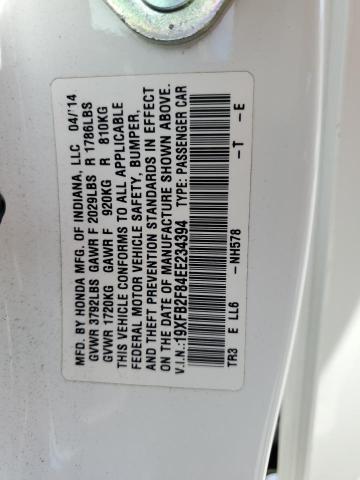 MFD. BY HONDA MFG. OF INDIANA, LLC 04/14
GVWR 3792LBS GAWR F 2029LBS R 1786LBS
GVWR 1720KG GAWR F 920KG R 810KG
THIS VEHICLE CONFORMS TO ALL APPLICABLE
FEDERAL MOTOR VEHICLE SAFETY, BUMPER,
AND THEFT PREVENTION STANDARDS IN EFFECT
ON THE DATE OF MANUFACTURE SHOWN ABOVE.
V.I.N.:19XFB2F84EE234394 TYPE: PASSENGER CAR
TR3 E LL6 -NH578 -T -E